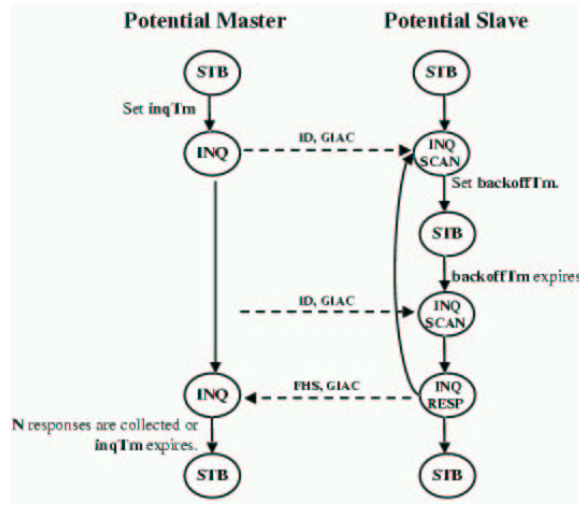 Potential Master Potential Slave
STB STB
Set inqTm
INQ ID, GIAC INQ
SCAN
Set backoffTm.
STB
backoffTm expires
ID, GIAC INQ
SCAN
INQ FHS, GIAC INQ
RESP
N responses are collected or
inqTm expires.
STB STB